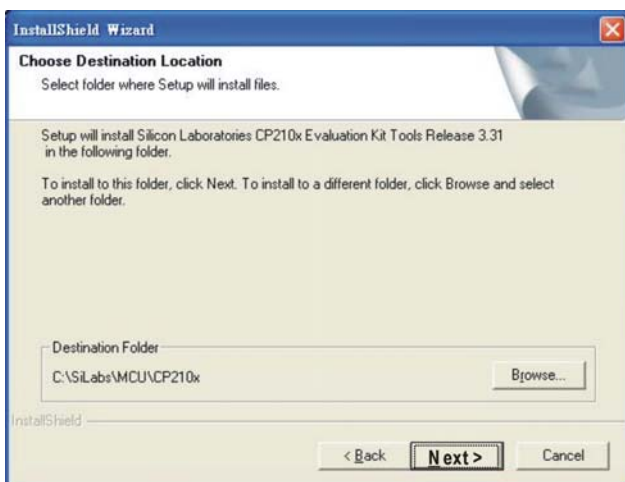 InstallShield Wizard
Choose Destination Location
Select folder where Setup will install files.
Setup will install Silicon Laboratories CP210x Evaluation Kit Tools Release 3.31
in the following folder.
To install to this folder, click Next. To install to a different folder, click Browse and select
another folder.
Destination Folder
C:\SiLabs\MCU\CP210x
Browse...
InstallShield
< Back
Next >
Cancel